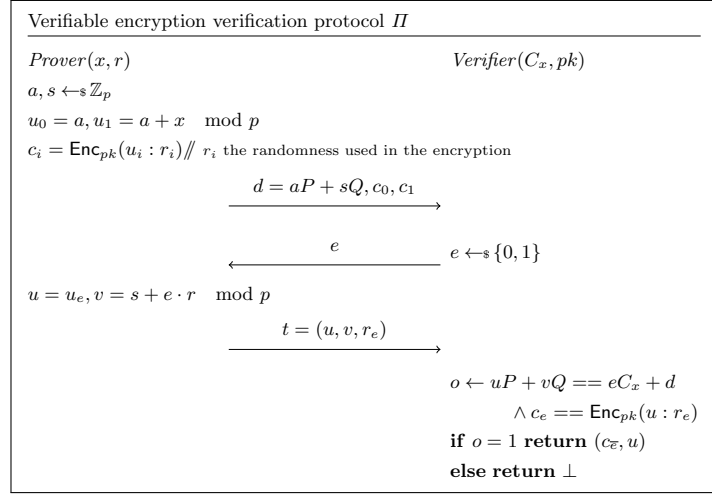 Verifiable encryption verification protocol Π
Prover(x, r) Verifier(C_x, pk)
a, s ←$ ℤ_p
u_0 = a, u_1 = a + x mod p
c_i = Enc_pk(u_i : r_i)// r_i the randomness used in the encryption
d = aP + sQ, c_0, c_1
e e ←$ {0, 1}
u = u_e, v = s + e · r mod p
t = (u, v, r_e)
o ← uP + vQ == eC_x + d
∧ c_e == Enc_pk(u : r_e)
if o = 1 return (c_e̅, u)
else return ⊥